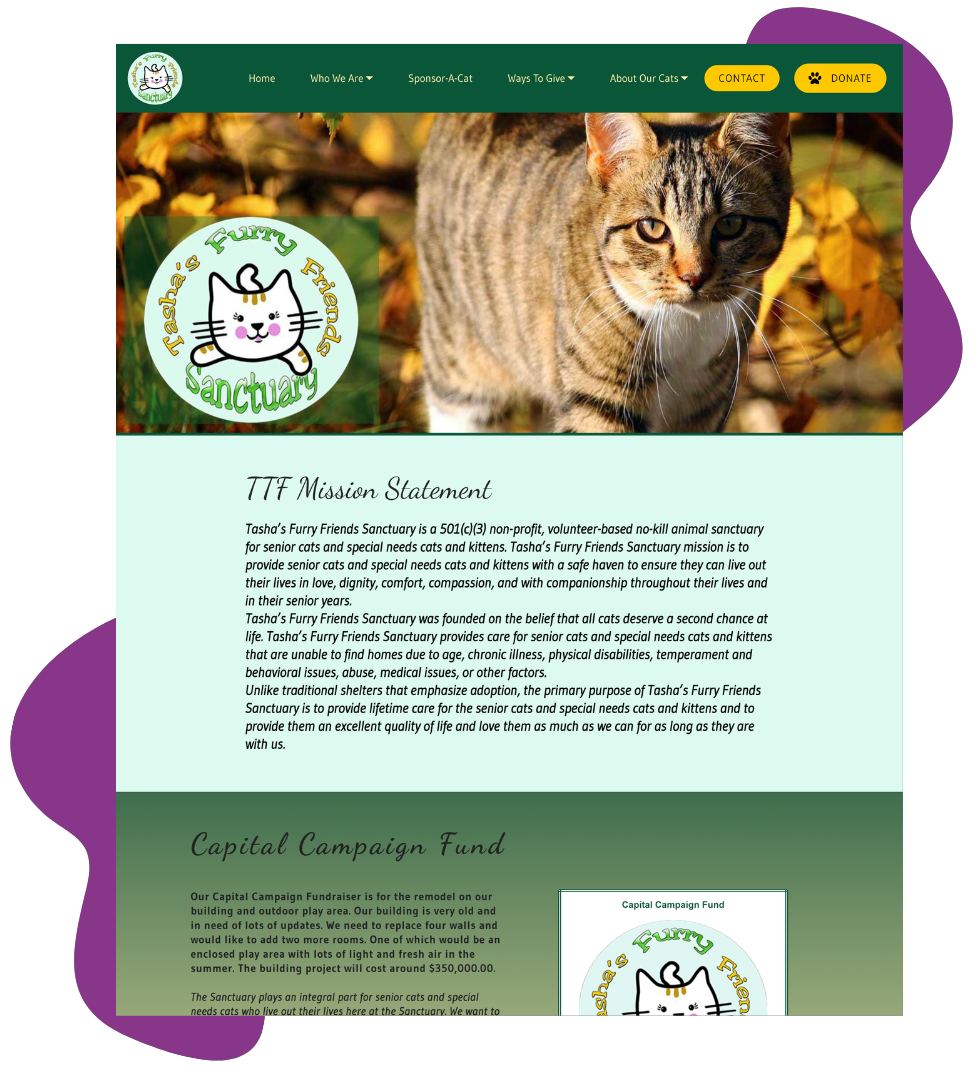 Tasha's Furry Friends Sanctuary
Home
Who We Are
Sponsor-A-Cat
Ways To Give
About Our Cats
CONTACT
DONATE
Tasha's Furry Friends
Sanctuary
TTF Mission Statement
Tasha's Furry Friends Sanctuary is a 501(c)(3) non-profit, volunteer-based no-kill animal sanctuary
for senior cats and special needs cats and kittens. Tasha's Furry Friends Sanctuary mission is to
provide senior cats and special needs cats and kittens with a safe haven to ensure they can live out
their lives in love, dignity, comfort, compassion, and with companionship throughout their lives and
in their senior years.
Tasha's Furry Friends Sanctuary was founded on the belief that all cats deserve a second chance at
life. Tasha's Furry Friends Sanctuary provides care for senior cats and special needs cats and kittens
that are unable to find homes due to age, chronic illness, physical disabilities, temperament and
behavioral issues, abuse, medical issues, or other factors.
Unlike traditional shelters that emphasize adoption, the primary purpose of Tasha's Furry Friends
Sanctuary is to provide lifetime care for the senior cats and special needs cats and kittens and to
provide them an excellent quality of life and love them as much as we can for as long as they are
with us.
Capital Campaign Fund
Our Capital Campaign Fundraiser is for the remodel on our
building and outdoor play area. Our building is very old and
in need of lots of updates. We need to replace four walls and
would like to add two more rooms. One of which would be an
enclosed play area with lots of light and fresh air in the
summer. The building project will cost around $350,000.00.
The Sanctuary plays an integral part for senior cats and special
needs cats who live out their lives here at the Sanctuary. We want to
Capital Campaign Fund
Tasha's Furry Frien